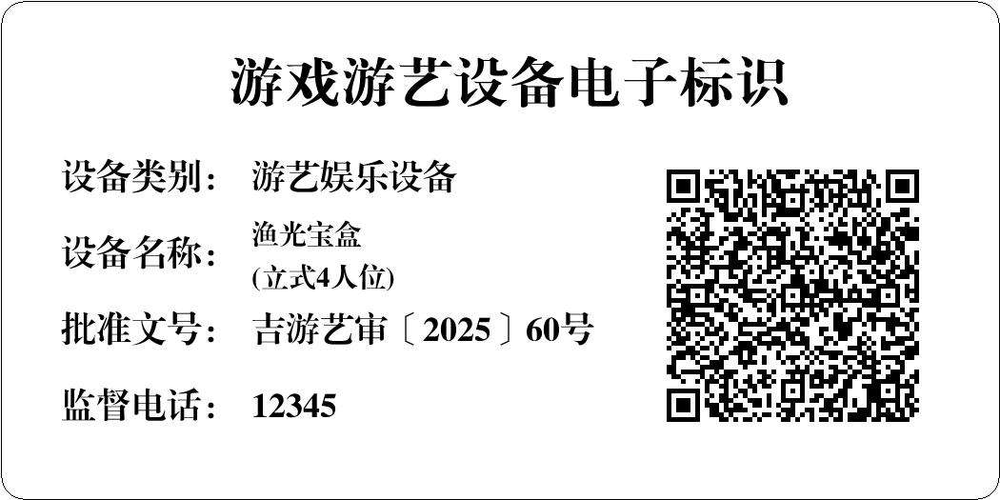 游戏游艺设备电子标识
设备类别： 游艺娱乐设备
设备名称： 渔光宝盒
(立式4人位)
批准文号： 吉游艺审〔2025〕60号
监督电话： 12345